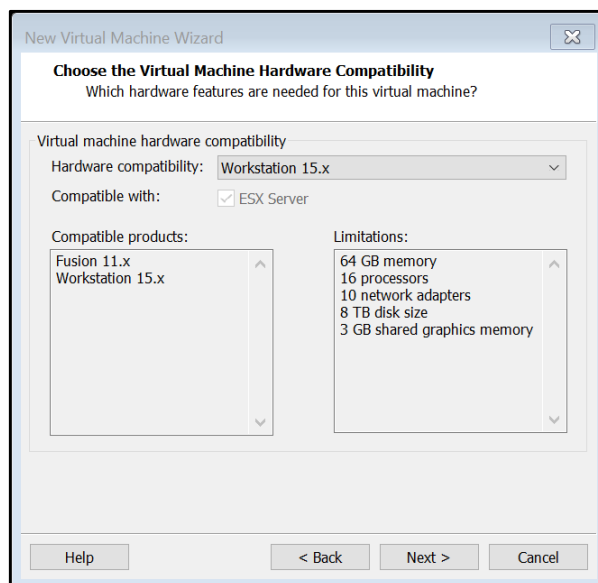 New Virtual Machine Wizard
Choose the Virtual Machine Hardware Compatibility
Which hardware features are needed for this virtual machine?
Virtual machine hardware compatibility
Hardware compatibility: Workstation 15.x
Compatible with: ESX Server
Compatible products:
Fusion 11.x
Workstation 15.x
Limitations:
64 GB memory
16 processors
10 network adapters
8 TB disk size
3 GB shared graphics memory
Help < Back Next > Cancel